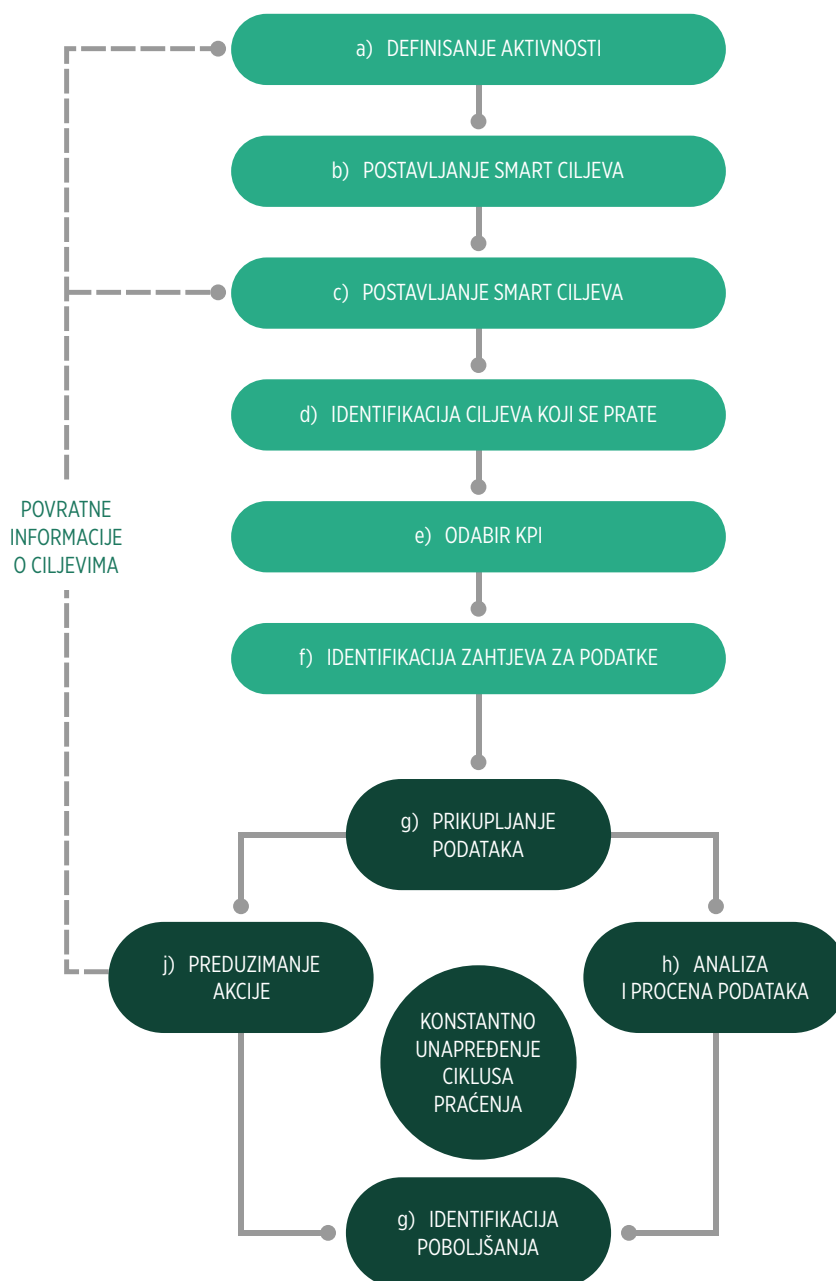 a) DEFINISANJE AKTIVNOSTI
b) POSTAVLJANJE SMART CILJEVA
c) POSTAVLJANJE SMART CILJEVA
d) IDENTIFIKACIJA CILJEVA KOJI SE PRATE
POVRATNE
INFORMACIJE
O CILJEVIMA
e) ODABIR KPI
f) IDENTIFIKACIJA ZAHTJEVA ZA PODATKE
g) PRIKUPLJANJE
PODATAKA
j) PREDUZIMANJE
AKCIJE
h) ANALIZA
I PROCENA PODATAKA
KONSTANTNO
UNAPREĐENJE
CIKLUSA
PRAĆENJA
g) IDENTIFIKACIJA
POBOLJŠANJA